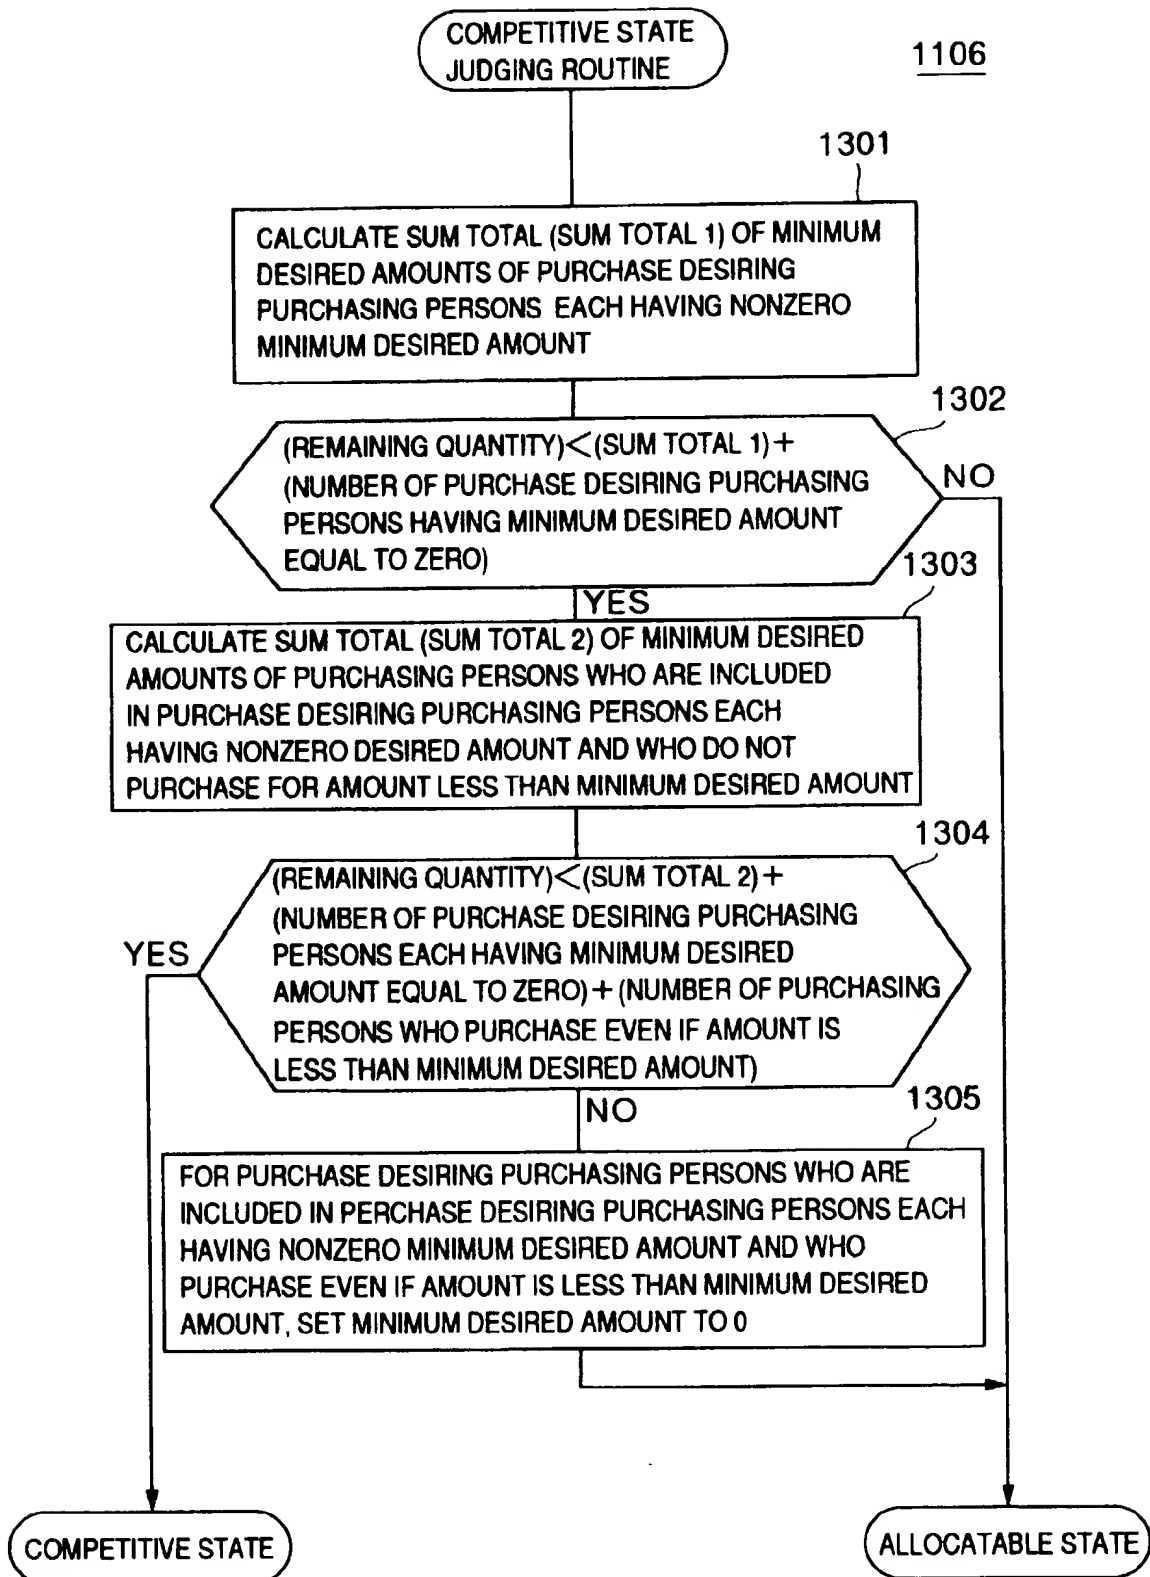 COMPETITIVE STATE
JUDGING ROUTINE
1106
1301
CALCULATE SUM TOTAL (SUM TOTAL 1) OF MINIMUM
DESIRED AMOUNTS OF PURCHASE DESIRING
PURCHASING PERSONS EACH HAVING NONZERO
MINIMUM DESIRED AMOUNT
1302
(REMAINING QUANTITY)<(SUM TOTAL 1)+
(NUMBER OF PURCHASE DESIRING PURCHASING
PERSONS HAVING MINIMUM DESIRED AMOUNT
EQUAL TO ZERO)
NO
YES
1303
CALCULATE SUM TOTAL (SUM TOTAL 2) OF MINIMUM DESIRED
AMOUNTS OF PURCHASING PERSONS WHO ARE INCLUDED
IN PURCHASE DESIRING PURCHASING PERSONS EACH
HAVING NONZERO DESIRED AMOUNT AND WHO DO NOT
PURCHASE FOR AMOUNT LESS THAN MINIMUM DESIRED AMOUNT
1304
(REMAINING QUANTITY)<(SUM TOTAL 2)+
(NUMBER OF PURCHASE DESIRING PURCHASING
PERSONS EACH HAVING MINIMUM DESIRED
AMOUNT EQUAL TO ZERO)+(NUMBER OF PURCHASING
PERSONS WHO PURCHASE EVEN IF AMOUNT IS
LESS THAN MINIMUM DESIRED AMOUNT)
YES
NO
1305
FOR PURCHASE DESIRING PURCHASING PERSONS WHO ARE
INCLUDED IN PERCHASE DESIRING PURCHASING PERSONS EACH
HAVING NONZERO MINIMUM DESIRED AMOUNT AND WHO
PURCHASE EVEN IF AMOUNT IS LESS THAN MINIMUM DESIRED
AMOUNT, SET MINIMUM DESIRED AMOUNT TO 0
COMPETITIVE STATE
ALLOCATABLE STATE